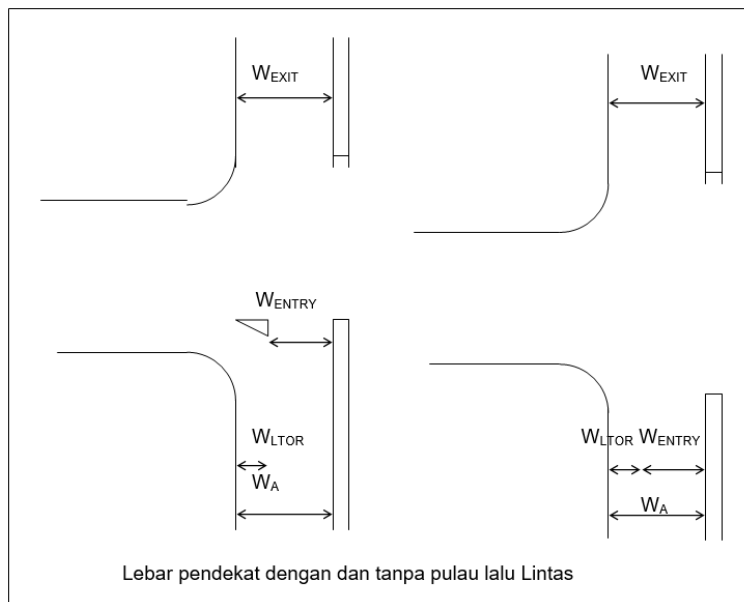 WEXIT
WEXIT
WENTRY
WLTOR
WA
WLTOR WENTRY
WA
Lebar pendekat dengan dan tanpa pulau lalu Lintas